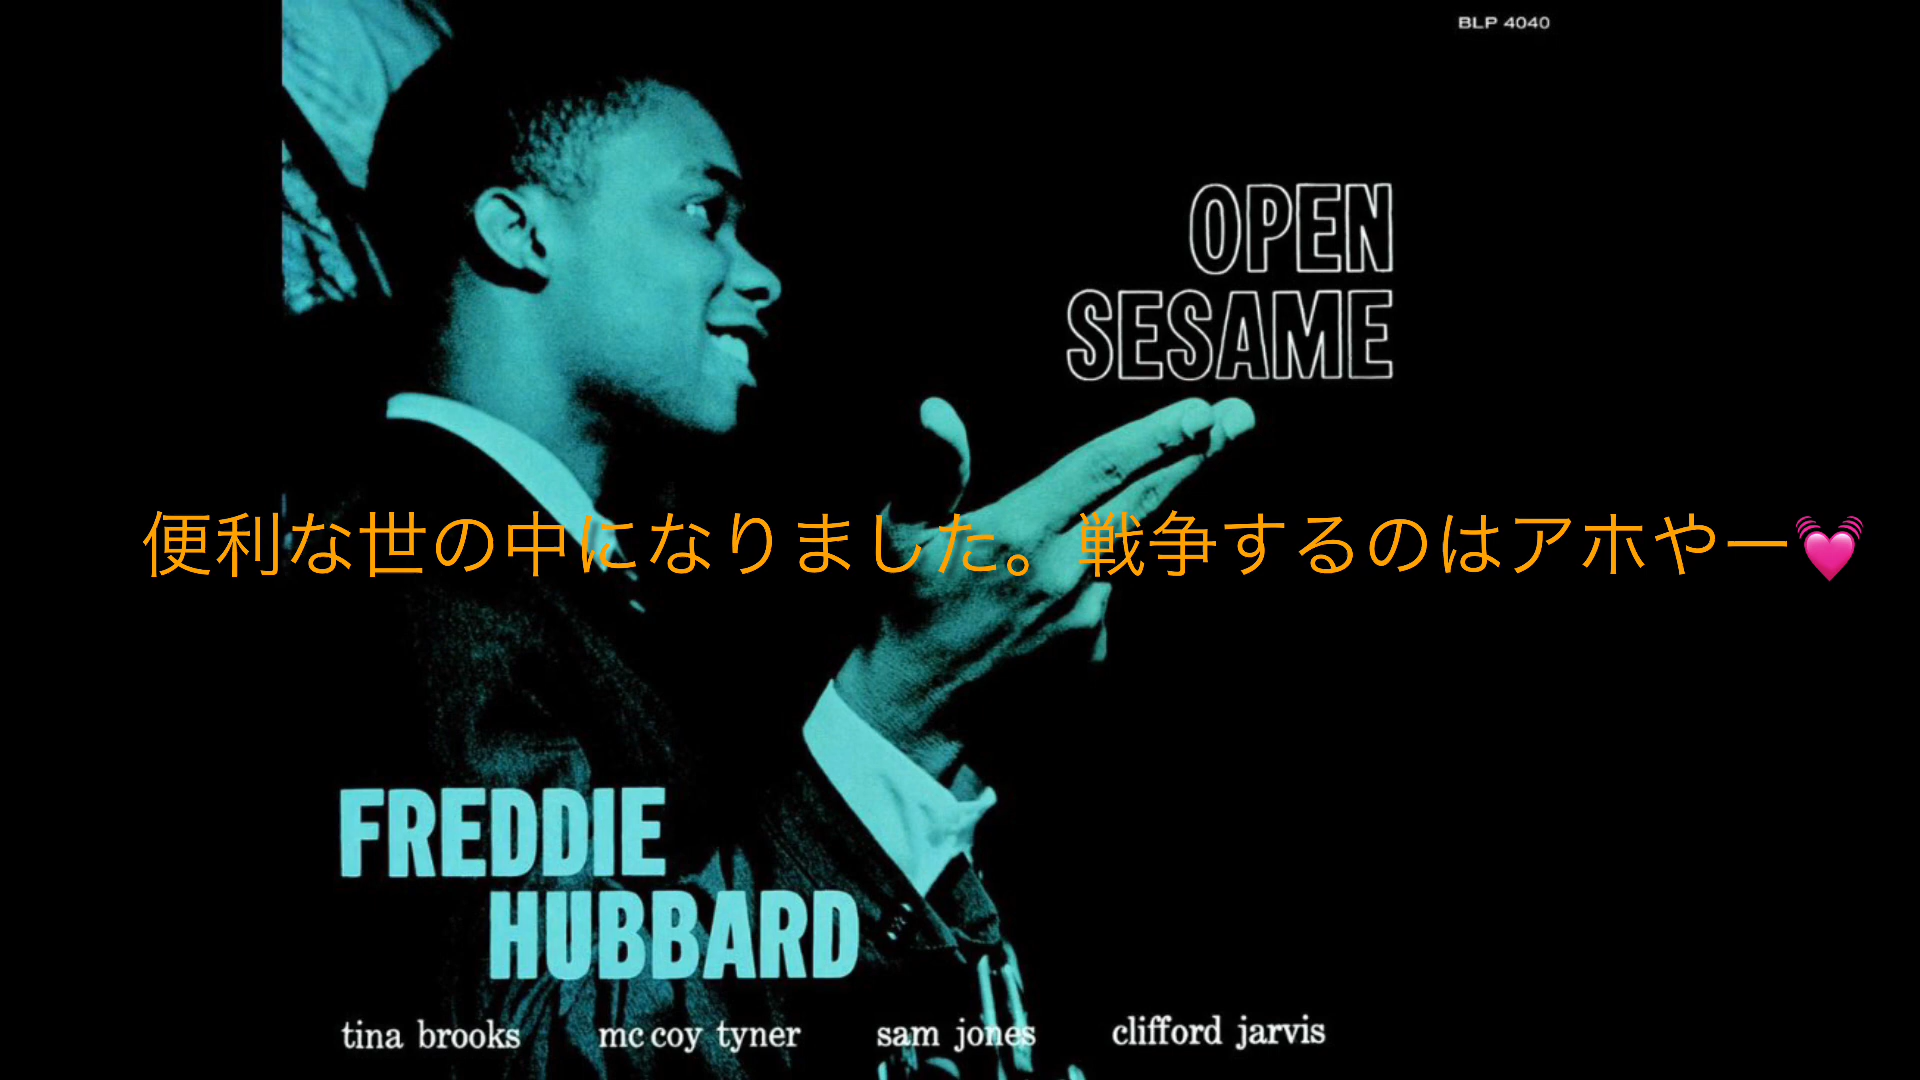 BLP 4040
OPEN
SESAME
便利な世の中になりました。戦争するのはアホやー💓
FREDDIE
HUBBARD
tina brooks mc coy tyner sam jones clifford jarvis